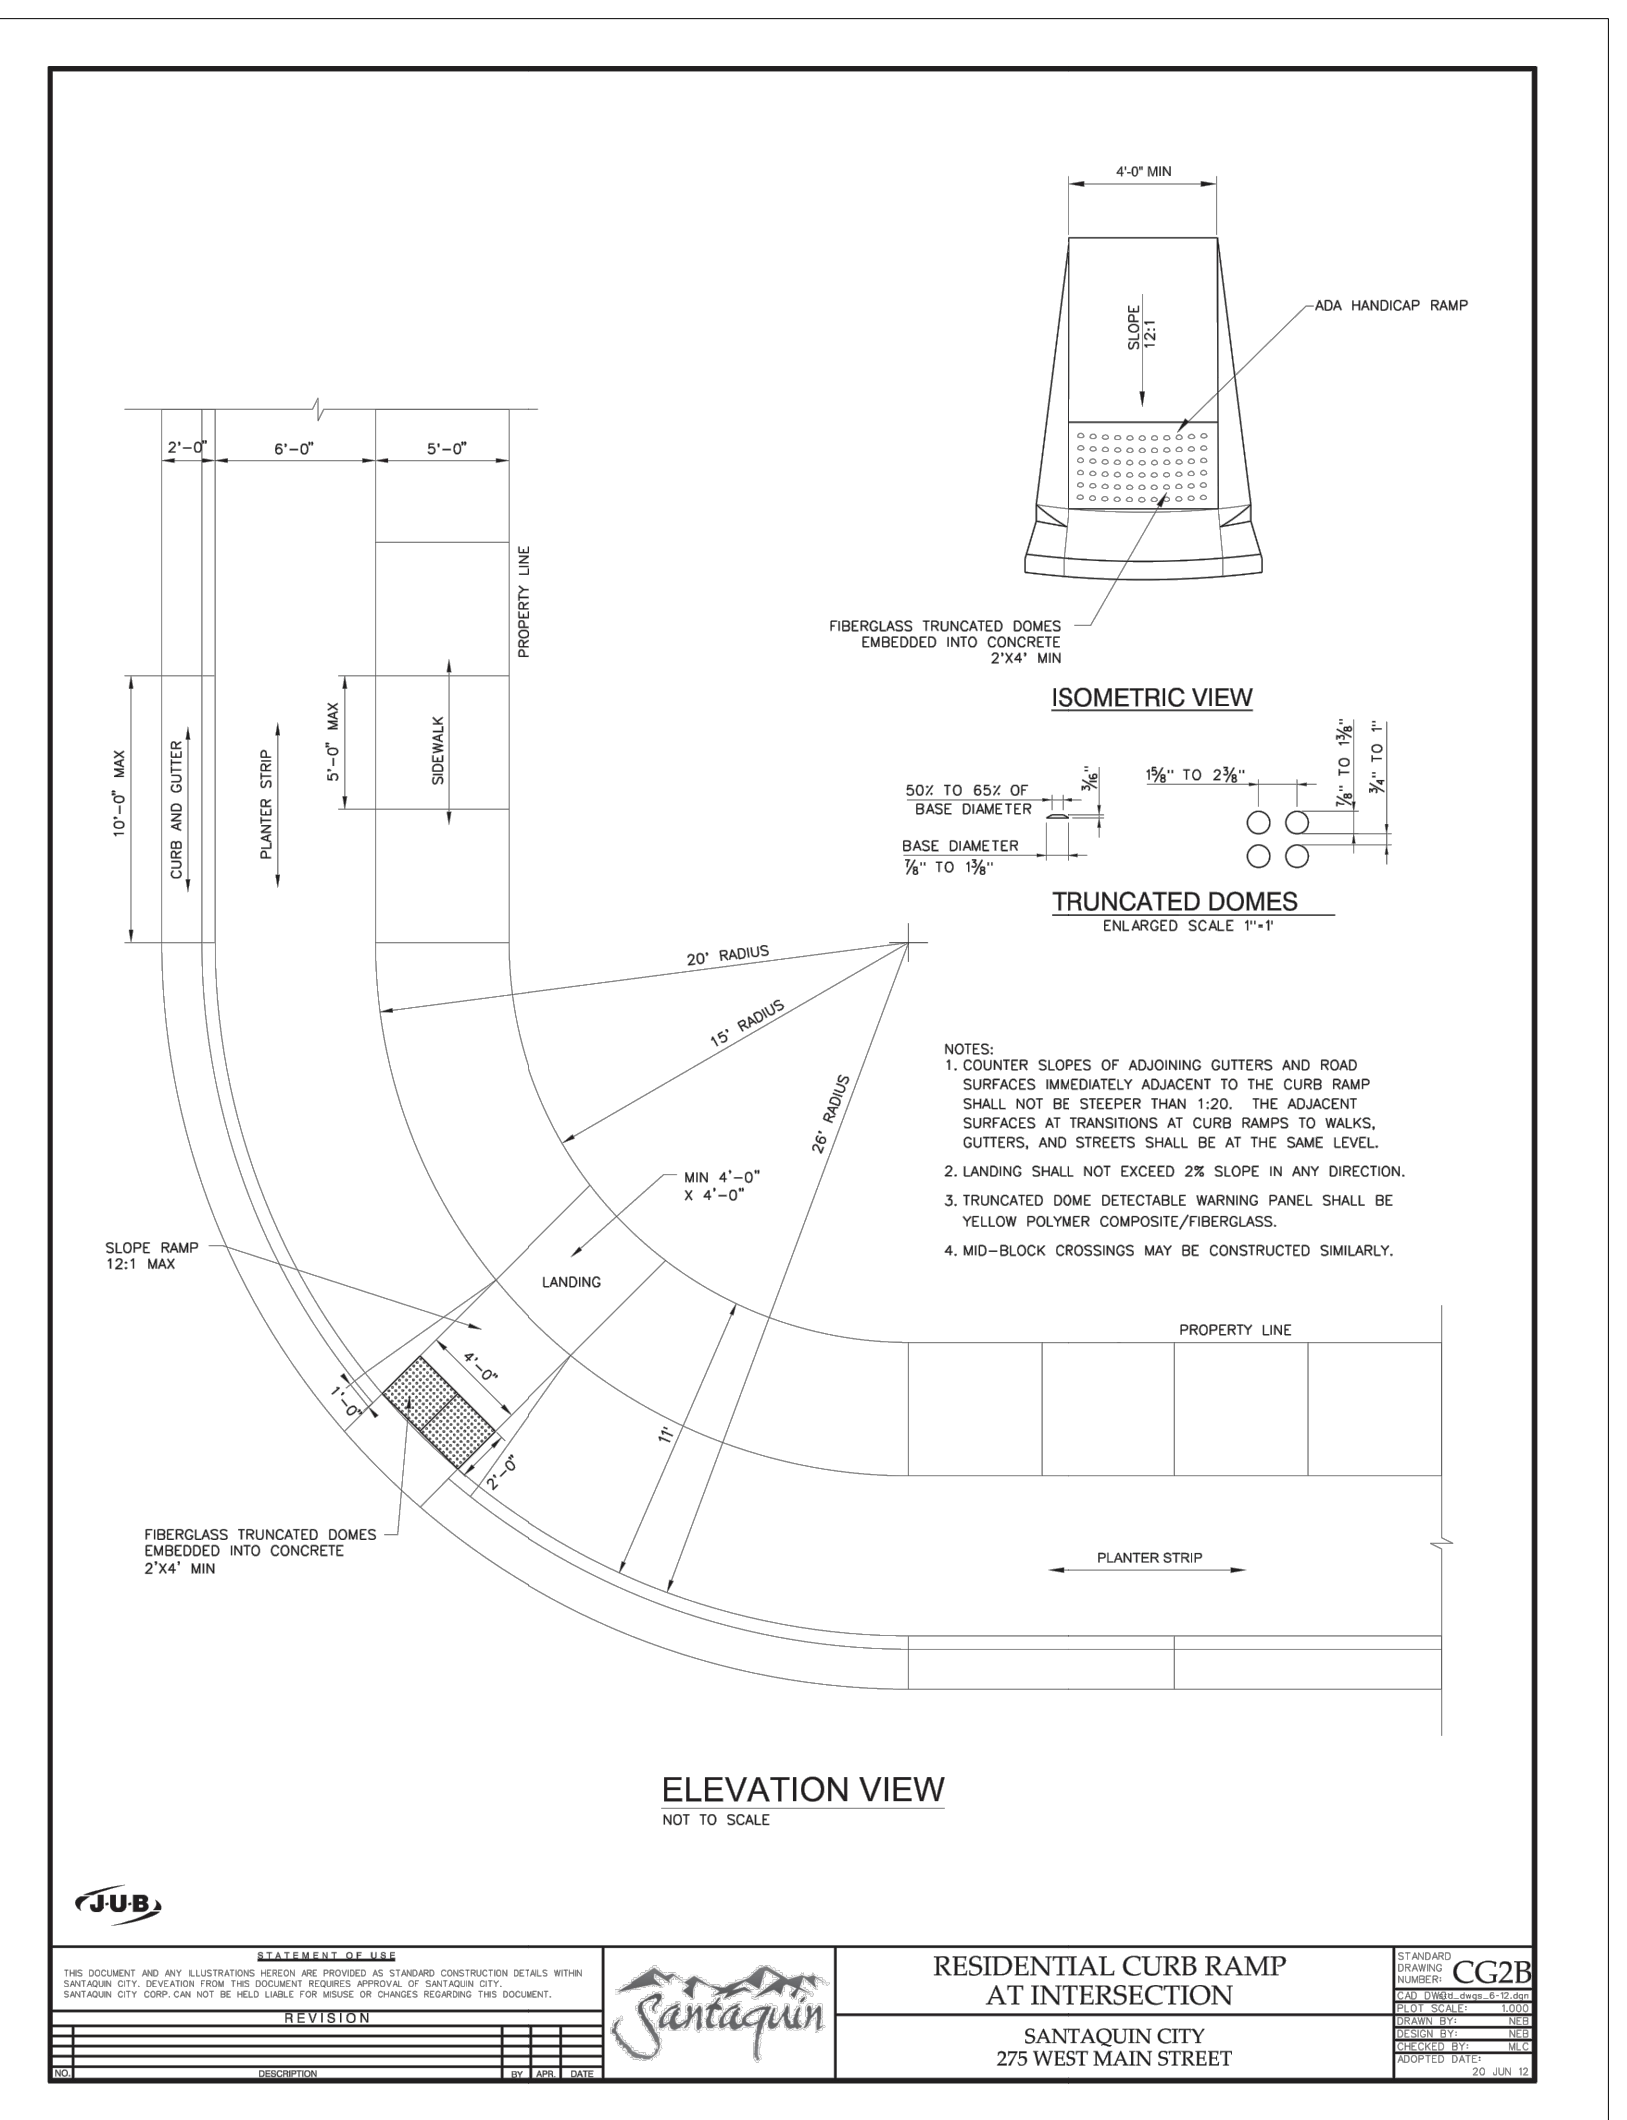 4'-0" MIN
SLOPE
12:1
ADA HANDICAP RAMP
FIBERGLASS TRUNCATED DOMES
EMBEDDED INTO CONCRETE
2'X4' MIN
ISOMETRIC VIEW
2'-0"
6'-0"
5'-0"
PROPERTY LINE
10'-0" MAX
CURB AND GUTTER
PLANTER STRIP
5'-0" MAX
SIDEWALK
50% TO 65% OF
BASE DIAMETER
3/16"
BASE DIAMETER
7/8" TO 1 3/8"
1 5/8" TO 2 3/8"
7/8" TO 1 3/8"
3/4" TO 1"
TRUNCATED DOMES
ENLARGED SCALE 1"=1'
20' RADIUS
15' RADIUS
26' RADIUS
NOTES:
1. COUNTER SLOPES OF ADJOINING GUTTERS AND ROAD
SURFACES IMMEDIATELY ADJACENT TO THE CURB RAMP
SHALL NOT BE STEEPER THAN 1:20. THE ADJACENT
SURFACES AT TRANSITIONS AT CURB RAMPS TO WALKS,
GUTTERS, AND STREETS SHALL BE AT THE SAME LEVEL.
2. LANDING SHALL NOT EXCEED 2% SLOPE IN ANY DIRECTION.
3. TRUNCATED DOME DETECTABLE WARNING PANEL SHALL BE
YELLOW POLYMER COMPOSITE/FIBERGLASS.
4. MID-BLOCK CROSSINGS MAY BE CONSTRUCTED SIMILARLY.
MIN 4'-0"
X 4'-0"
SLOPE RAMP
12:1 MAX
LANDING
4'-0"
1'-0"
2'-0"
11'
PROPERTY LINE
FIBERGLASS TRUNCATED DOMES
EMBEDDED INTO CONCRETE
2'X4' MIN
PLANTER STRIP
ELEVATION VIEW
NOT TO SCALE
J-U-B
STATEMENT OF USE
THIS DOCUMENT AND ANY ILLUSTRATIONS HEREON ARE PROVIDED AS STANDARD CONSTRUCTION DETAILS WITHIN
SANTAQUIN CITY. DEVEATION FROM THIS DOCUMENT REQUIRES APPROVAL OF SANTAQUIN CITY.
SANTAQUIN CITY CORP. CAN NOT BE HELD LIABLE FOR MISUSE OR CHANGES REGARDING THIS DOCUMENT.
REVISION
NO. DESCRIPTION BY APR. DATE
Santaquin
RESIDENTIAL CURB RAMP
AT INTERSECTION
SANTAQUIN CITY
275 WEST MAIN STREET
STANDARD
DRAWING
NUMBER: CG2B
CAD DWG: d_dwgs_6-12.dgn
PLOT SCALE: 1.000
DRAWN BY: NEB
DESIGN BY: NEB
CHECKED BY: MLC
ADOPTED DATE:
20 JUN 12